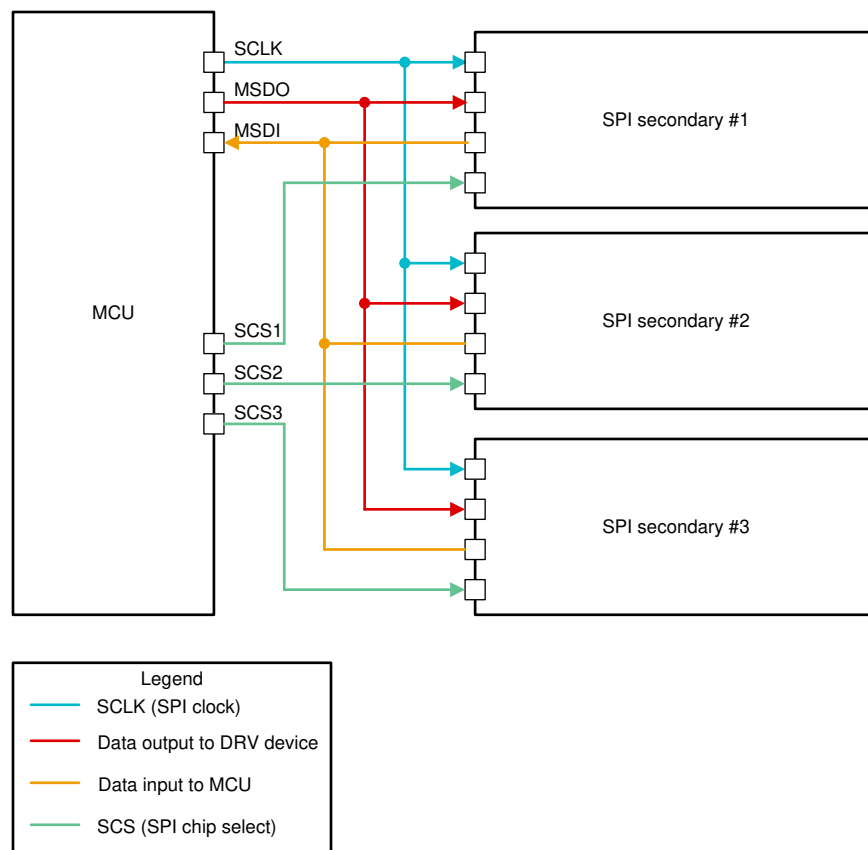 SCLK
MSDO
MSDI
SPI secondary #1
MCU
SCS1
SCS2
SCS3
SPI secondary #2
SPI secondary #3
Legend
SCLK (SPI clock)
Data output to DRV device
Data input to MCU
SCS (SPI chip select)